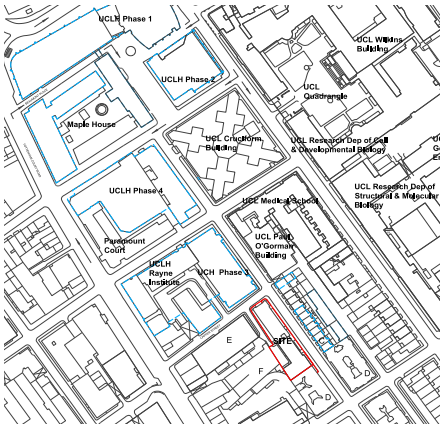 UCLH Phase 1
UCL Wilkins
Building
UCLH Phase 2
UCL
Quadrangle
Maple House
UCL Cruciform
Building
UCL Research Dep of Cell
& Developmental Biology
UCLH Phase 4
UCL Medical School
UCL Research Dep of
Structural & Molecular
Biology
Paramount
Court
UCL Paul
O'Gorman
Building
UCLH
Rayne
Institute
UCH Phase 3
E
SITE
C
F
D